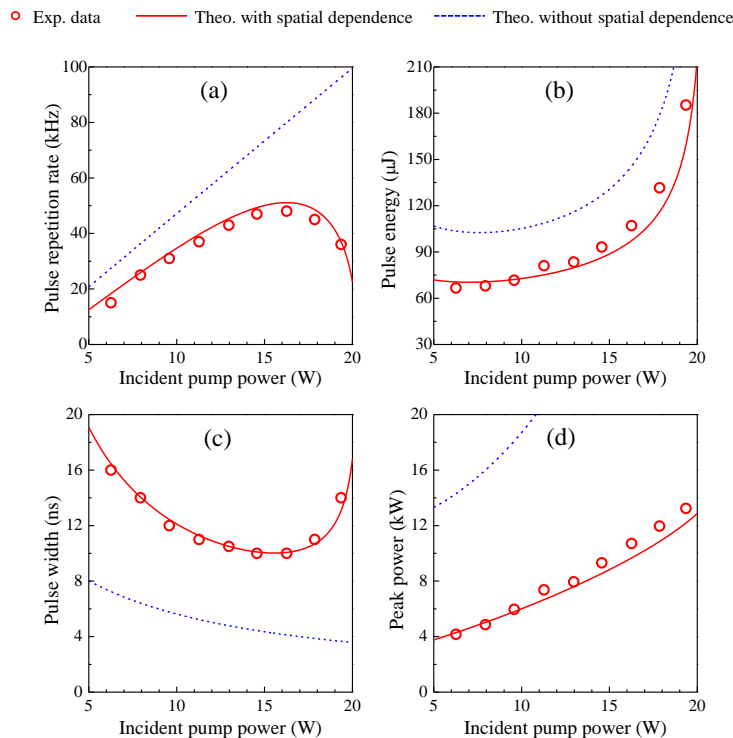 Exp. data
Theo. with spatial dependence
Theo. without spatial dependence
(a)
Pulse repetition rate (kHz)
100
80
60
40
20
0
5
10
15
20
Incident pump power (W)
(b)
Pulse energy (μJ)
210
180
150
120
90
60
30
5
10
15
20
Incident pump power (W)
(c)
Pulse width (ns)
20
16
12
8
4
0
5
10
15
20
Incident pump power (W)
(d)
Peak power (kW)
20
16
12
8
4
0
5
10
15
20
Incident pump power (W)